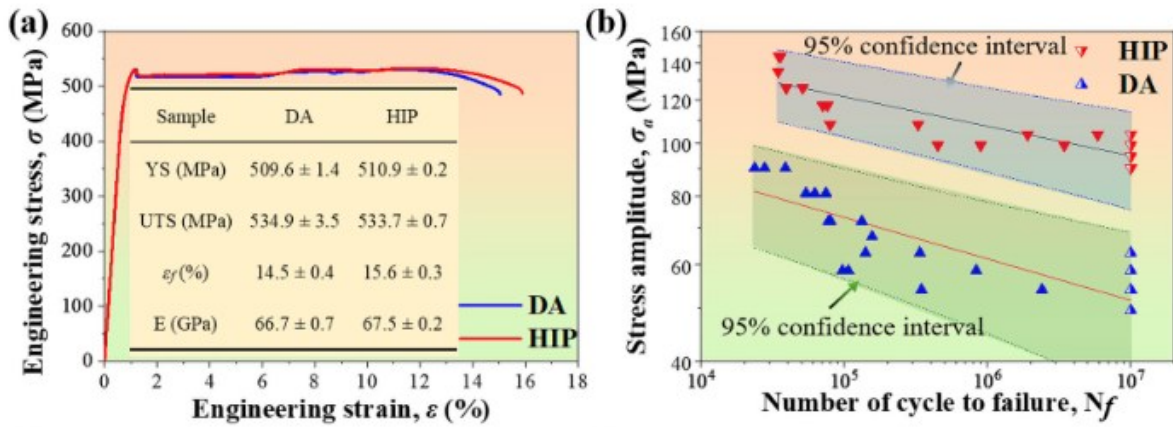 (a)
600
500
400
300
200
100
0
Engineering stress, σ (MPa)
Sample DA HIP
YS (MPa) 509.6 ± 1.4 510.9 ± 0.2
UTS (MPa) 534.9 ± 3.5 533.7 ± 0.7
εf (%) 14.5 ± 0.4 15.6 ± 0.3
E (GPa) 66.7 ± 0.7 67.5 ± 0.2
DA
HIP
0 2 4 6 8 10 12 14 16 18
Engineering strain, ε (%)
(b)
160
140
120
100
80
60
40
Stress amplitude, σa (MPa)
95% confidence interval
HIP
DA
95% confidence interval
10⁴ 10⁵ 10⁶ 10⁷
Number of cycle to failure, Nf